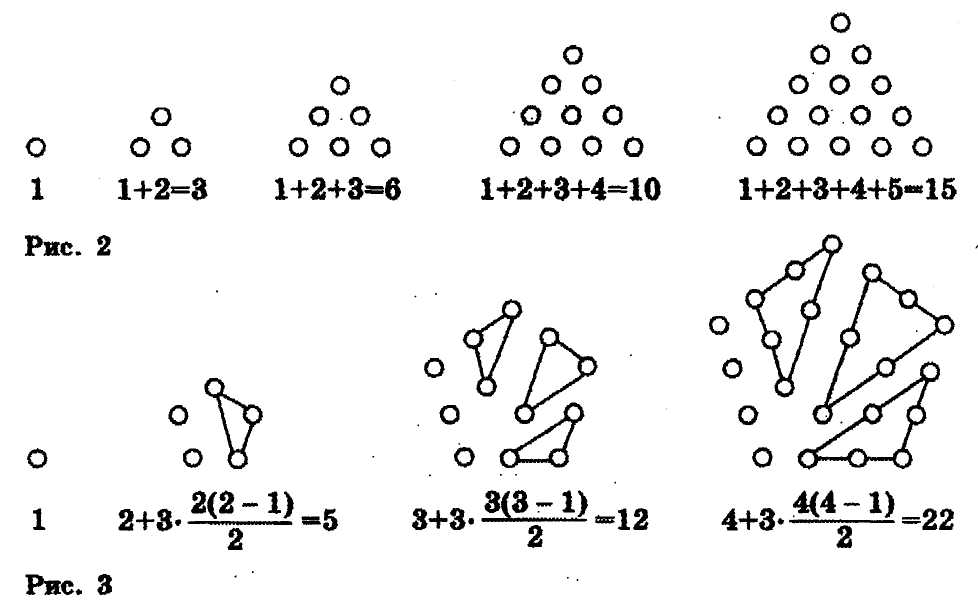 1 1+2=3 1+2+3=6 1+2+3+4=10 1+2+3+4+5=15
Рис. 2
1 2+3·2(2 − 1)/2=5 3+3·3(3 − 1)/2=12 4+3·4(4 − 1)/2=22
Рис. 3